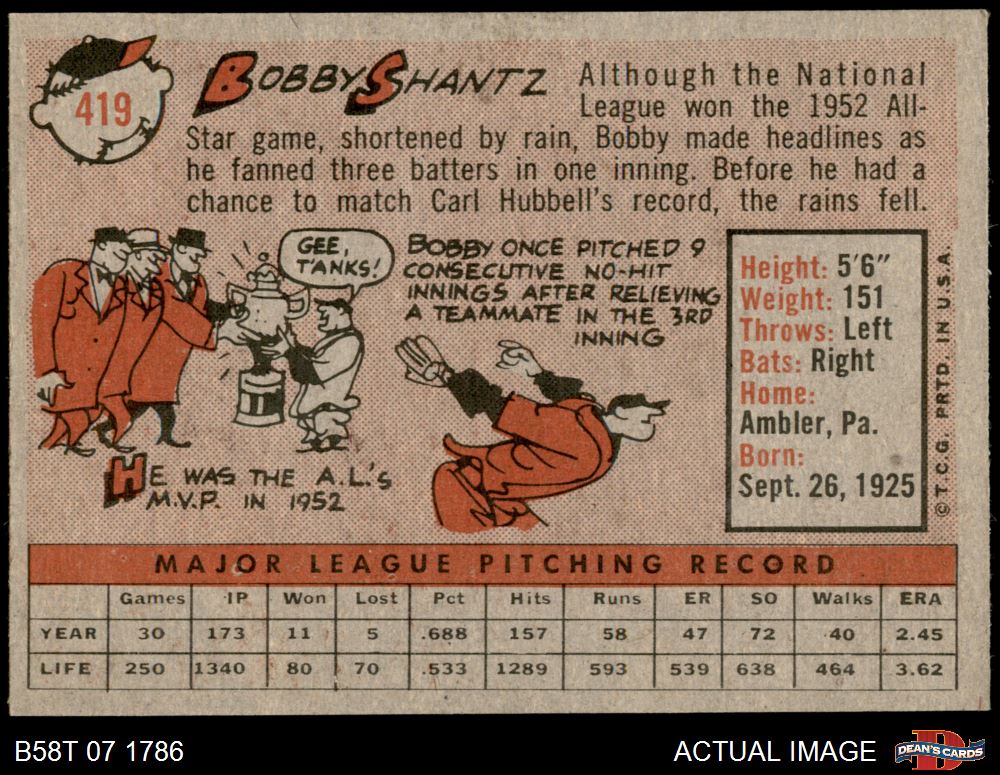 419
BOBBY SHANTZ
Although the National
League won the 1952 All-
Star game, shortened by rain, Bobby made headlines as
he fanned three batters in one inning. Before he had a
chance to match Carl Hubbell's record, the rains fell.
GEE,
T'ANKS!
BOBBY ONCE PITCHED 9
CONSECUTIVE NO-HIT
INNINGS AFTER RELIEVING
A TEAMMATE IN THE 3RD
INNING
HE WAS THE A.L.'s
M.V.P. IN 1952
Height: 5'6"
Weight: 151
Throws: Left
Bats: Right
Home:
Ambler, Pa.
Born:
Sept. 26, 1925
© T.C.G. PRTD. IN U.S.A.
MAJOR LEAGUE PITCHING RECORD
Games IP Won Lost Pct Hits Runs ER SO Walks ERA
YEAR 30 173 11 5 .688 157 58 47 72 40 2.45
LIFE 250 1340 80 70 .533 1289 593 539 638 464 3.62
B58T 07 1786
ACTUAL IMAGE
DEAN'S CARDS